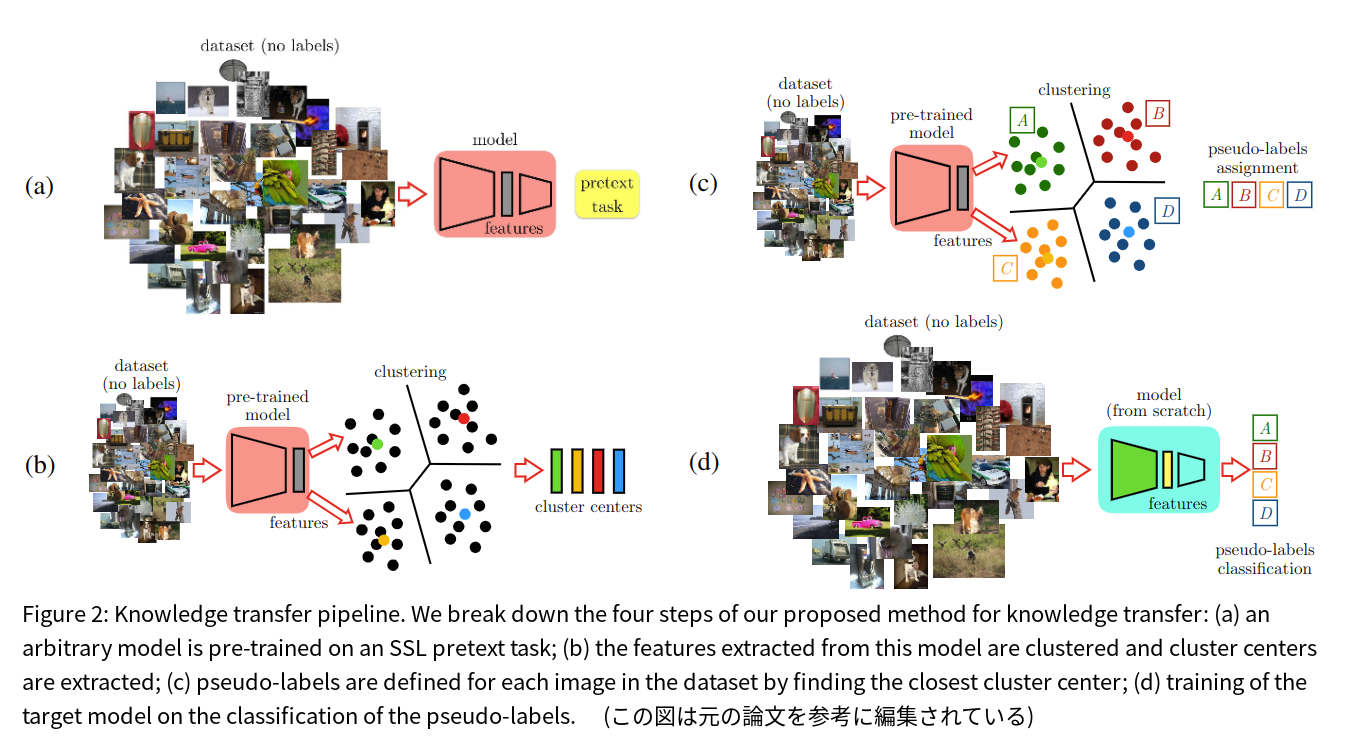 dataset (no labels)
(a)
model
features
pretext
task
(b)
dataset
(no labels)
pre-trained
model
features
clustering
cluster centers
(c)
dataset
(no labels)
pre-trained
model
features
clustering
A
B
C
D
pseudo-labels
assignment
A B C D
(d)
dataset (no labels)
model
(from scratch)
features
A
B
C
D
pseudo-labels
classification
Figure 2: Knowledge transfer pipeline. We break down the four steps of our proposed method for knowledge transfer: (a) an
arbitrary model is pre-trained on an SSL pretext task; (b) the features extracted from this model are clustered and cluster centers
are extracted; (c) pseudo-labels are defined for each image in the dataset by finding the closest cluster center; (d) training of the
target model on the classification of the pseudo-labels. (この図は元の論文を参考に編集されている)